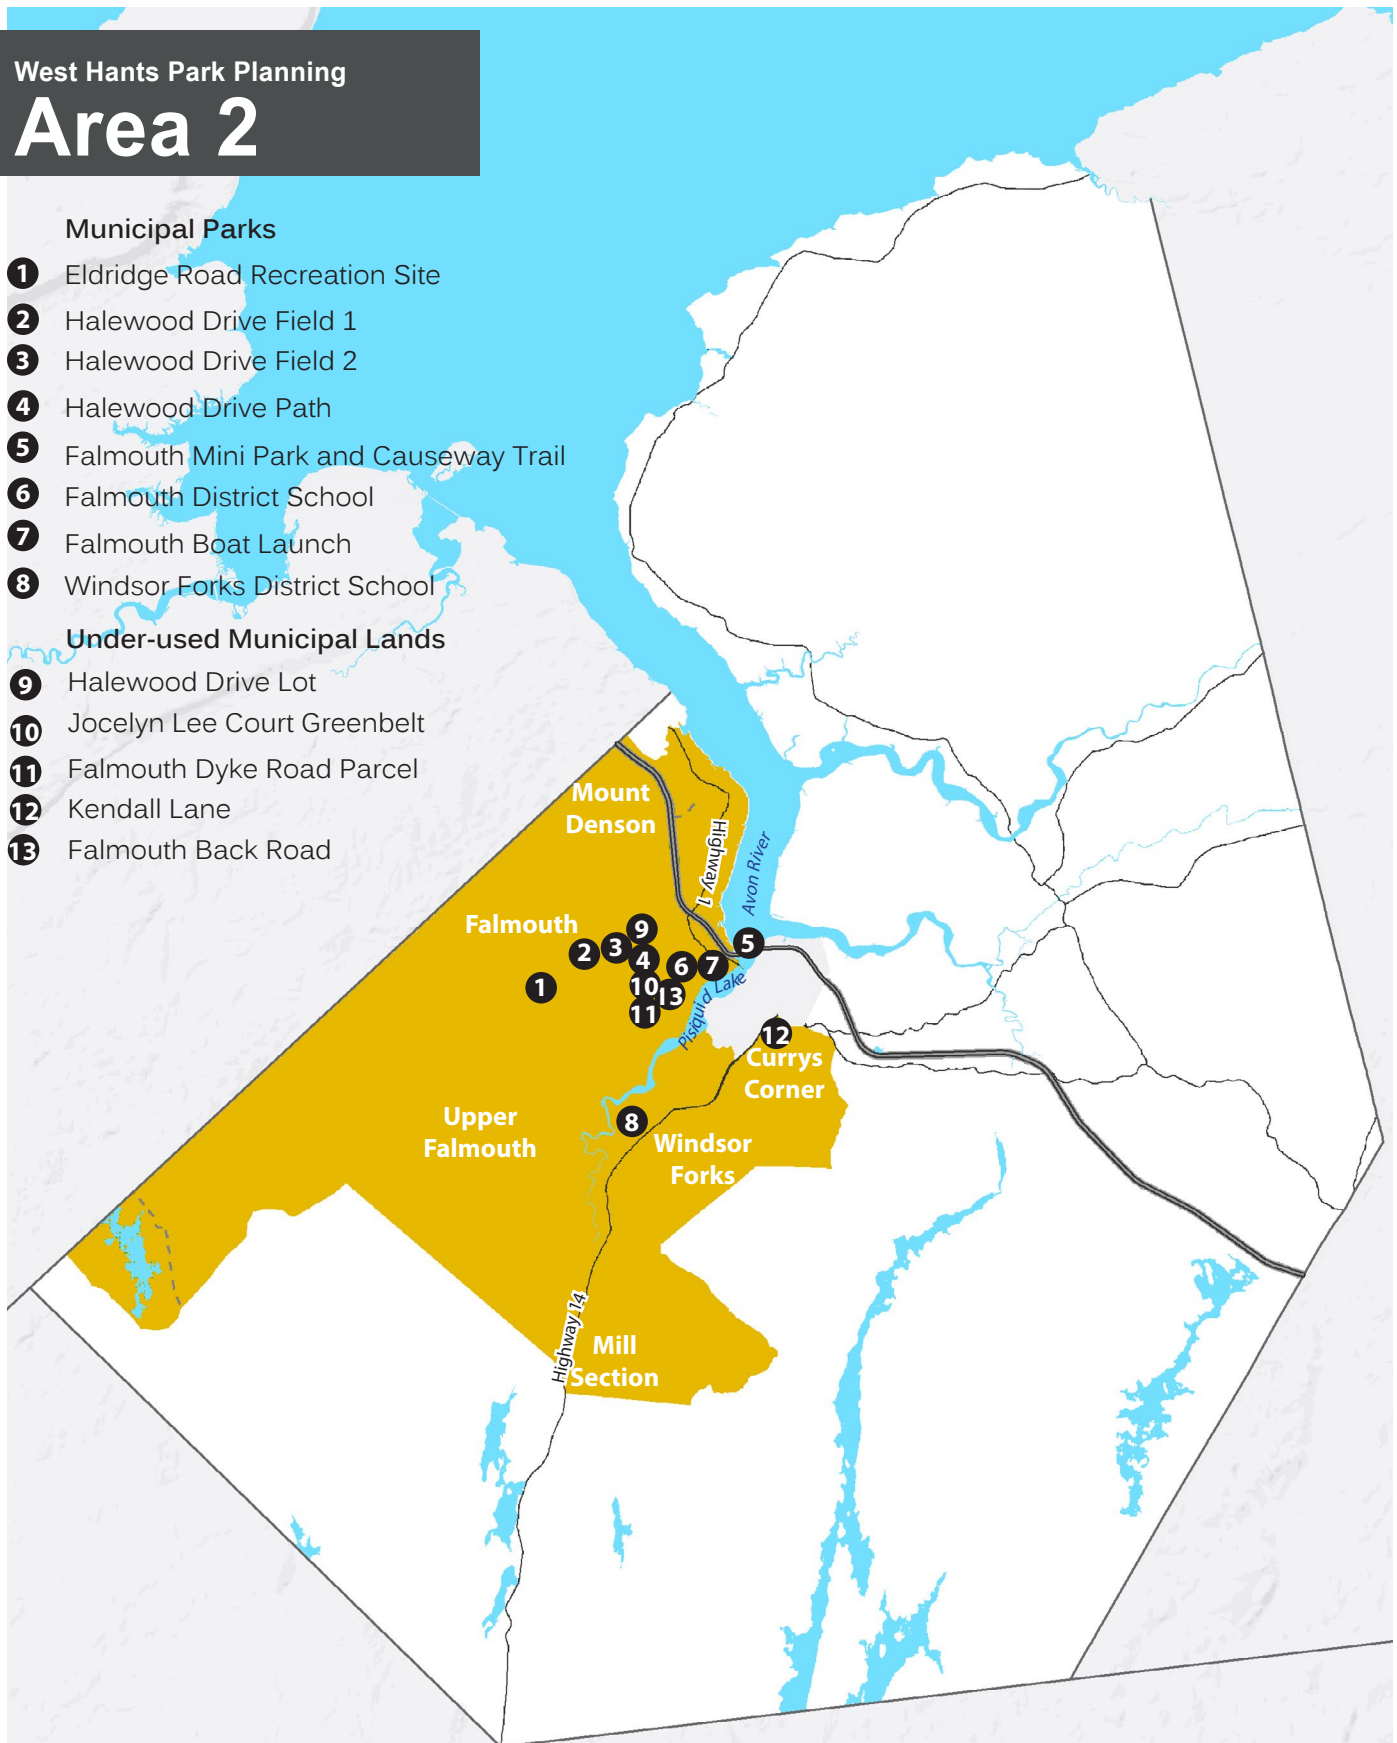 West Hants Park Planning
Area 2
Municipal Parks
1 Eldridge Road Recreation Site
2 Halewood Drive Field 1
3 Halewood Drive Field 2
4 Halewood Drive Path
5 Falmouth Mini Park and Causeway Trail
6 Falmouth District School
7 Falmouth Boat Launch
8 Windsor Forks District School
Under-used Municipal Lands
9 Halewood Drive Lot
10 Jocelyn Lee Court Greenbelt
11 Falmouth Dyke Road Parcel
12 Kendall Lane
13 Falmouth Back Road
Mount
Denson
Highway 1
Avon River
Falmouth
9
5
2
3
4
6
7
1
10
13
11
Pisiquid Lake
12
Currys
Corner
Upper
Falmouth
8
Windsor
Forks
Highway 14
Mill
Section